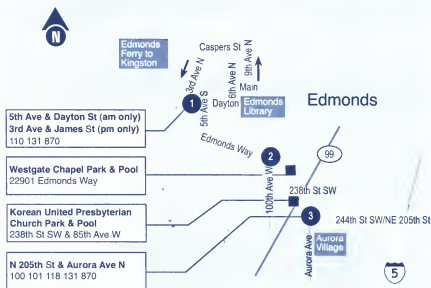 N
Edmonds
Ferry to
Kingston
Caspers St
3rd Ave N
6th Ave N
9th Ave N
Main
1
5th Ave S
Dayton
Edmonds
Library
Edmonds
5th Ave & Dayton St (am only)
3rd Ave & James St (pm only)
110 131 870
Edmonds Way
99
2
Westgate Chapel Park & Pool
22901 Edmonds Way
100th Ave W
238th St SW
Korean United Presbyterian
Church Park & Pool
238th St SW & 85th Ave W
3
244th St SW/NE 205th St
Aurora Ave
Aurora
Village
N 205th St & Aurora Ave N
100 101 118 131 870
5